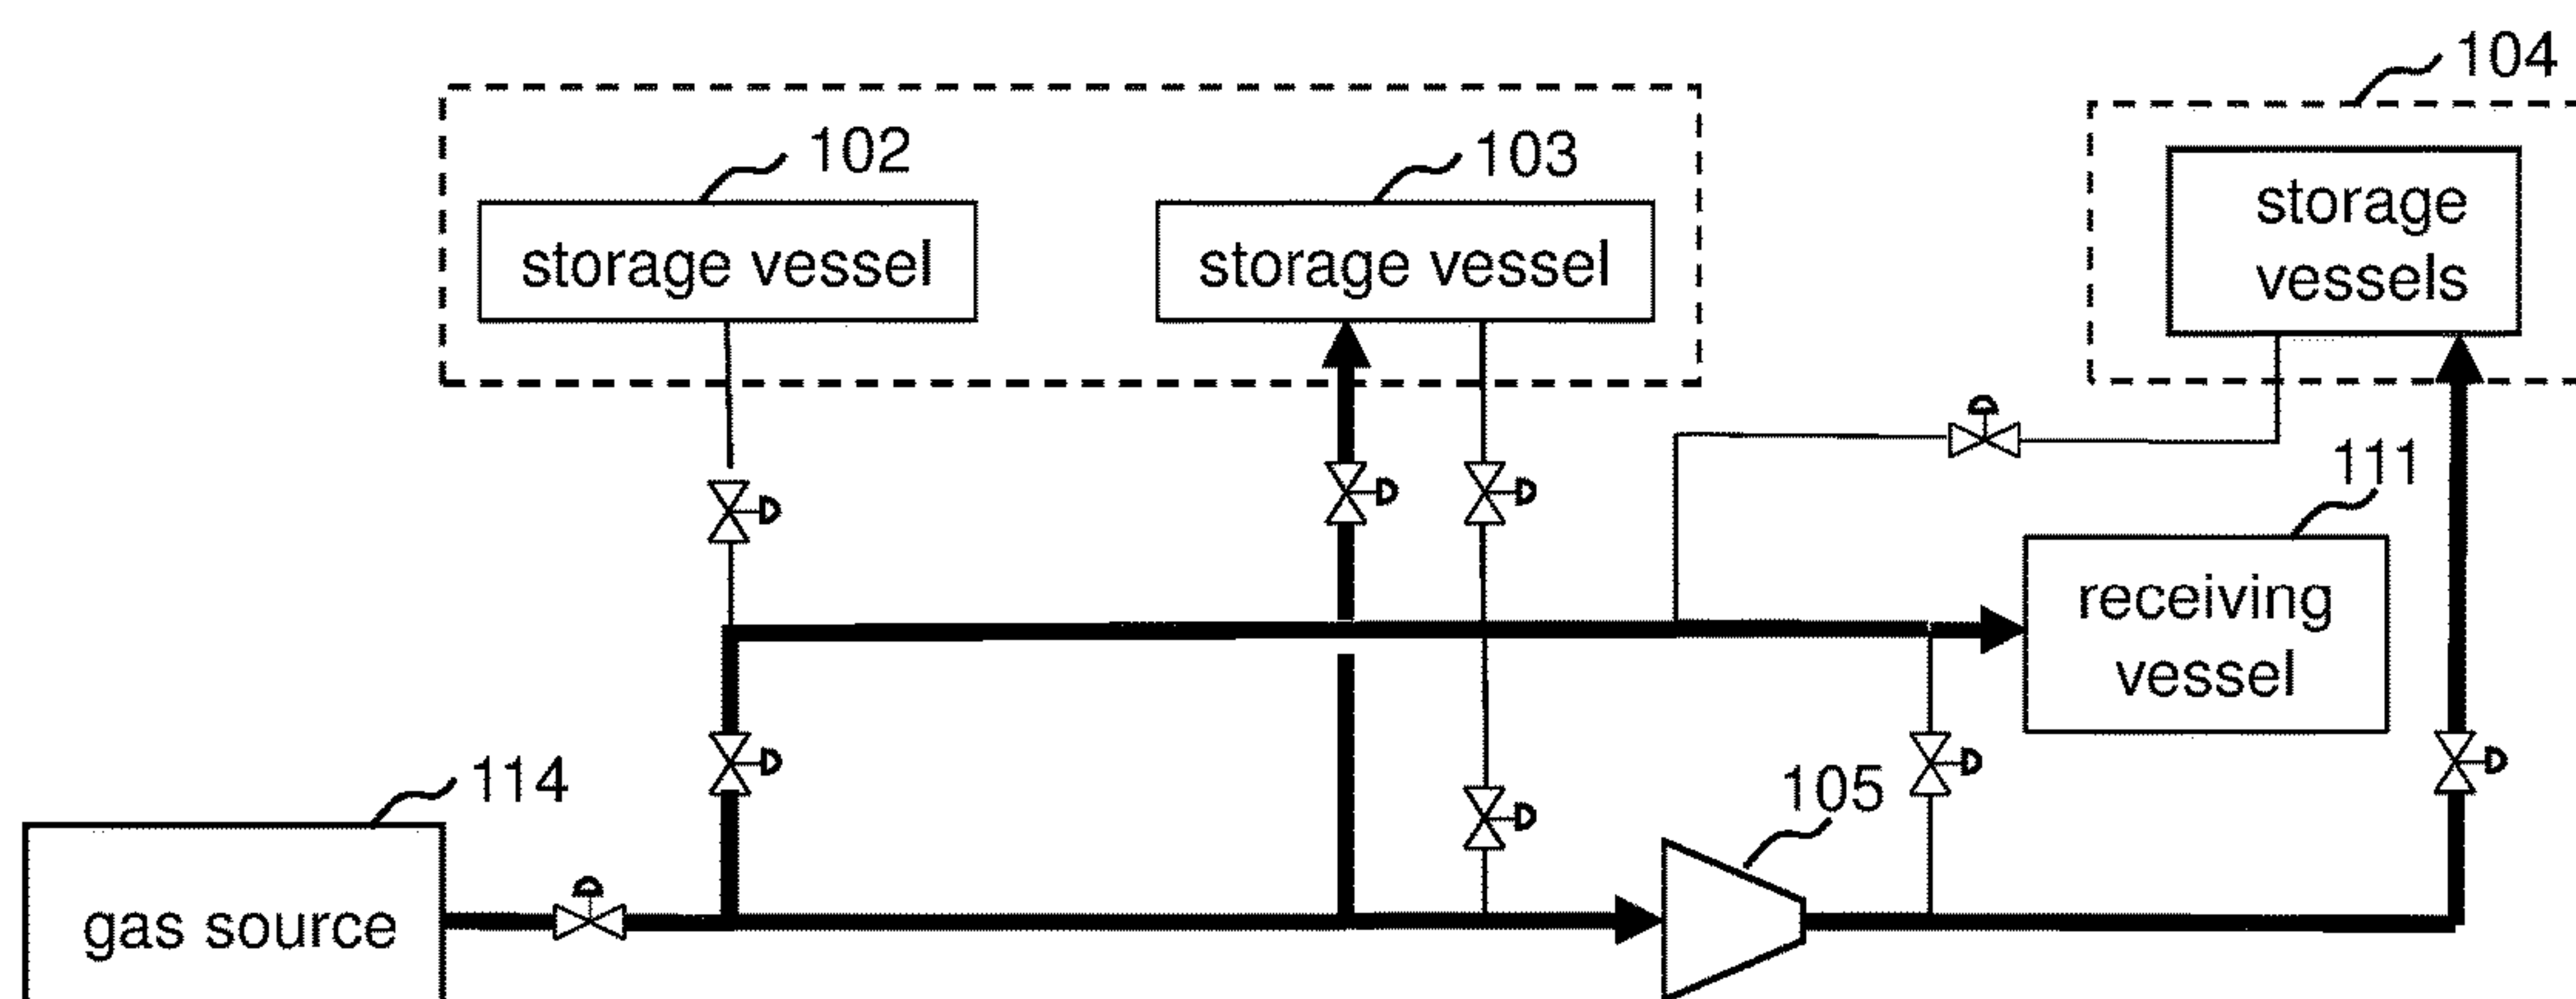 104
102
103
storage vessel
storage vessel
storage
vessels
111
receiving
vessel
114
105
gas source